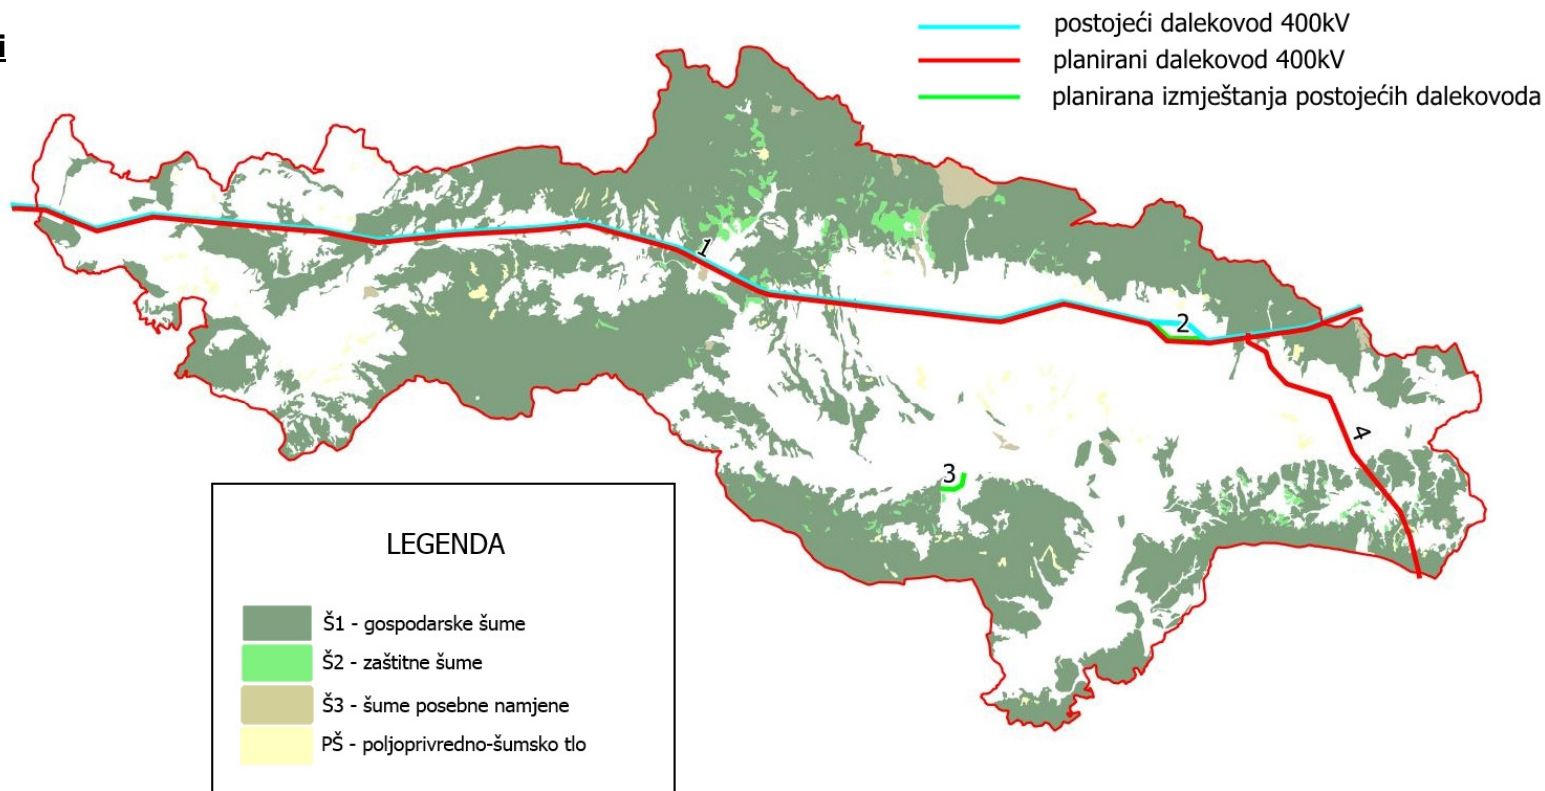 i
postojeći dalekovod 400kV
planirani dalekovod 400kV
planirana izmještanja postojećih dalekovoda
1
2
3
4
LEGENDA
Š1 - gospodarske šume
Š2 - zaštitne šume
Š3 - šume posebne namjene
PŠ - poljoprivredno-šumsko tlo